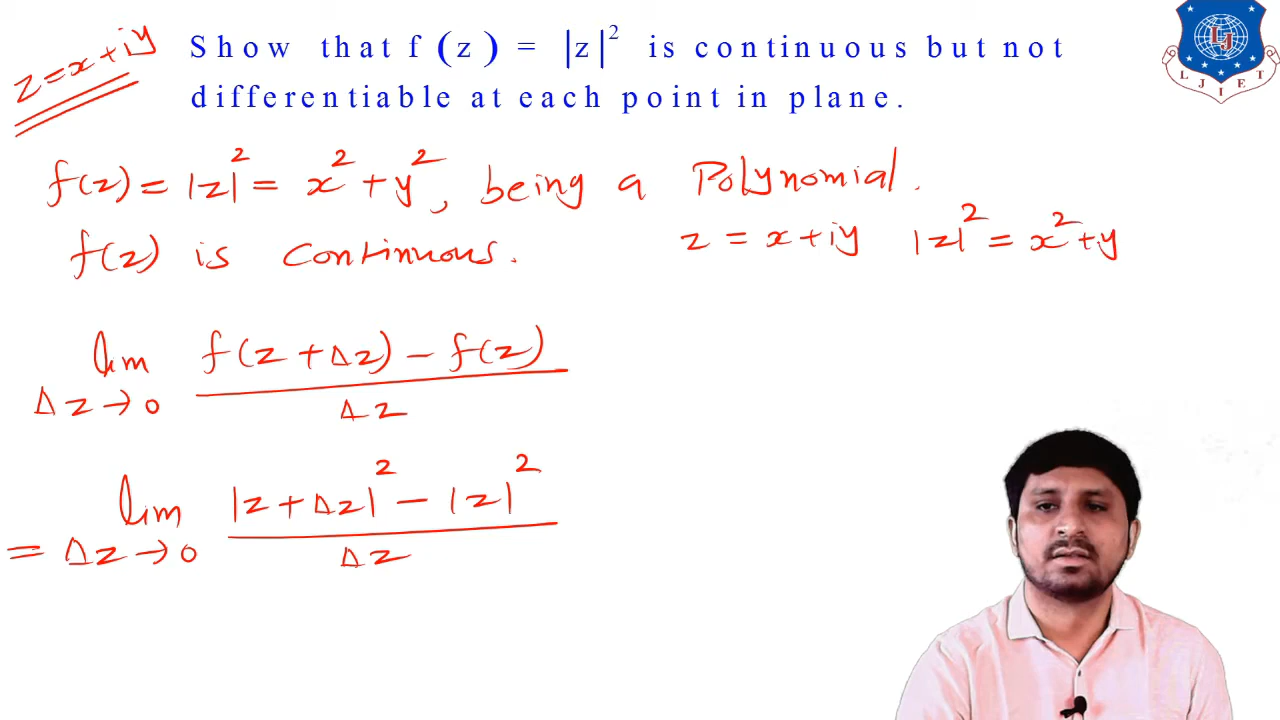 z = x + iy
Show that f(z) = |z|² is continuous but not
differentiable at each point in plane.
LJIET
f(z) = |z|² = x² + y², being a Polynomial.
f(z) is continuous.
z = x + iy |z|² = x² + y
lim Δz→0 f(z + Δz) − f(z) / Δz
= lim Δz→0 |z + Δz|² − |z|² / Δz